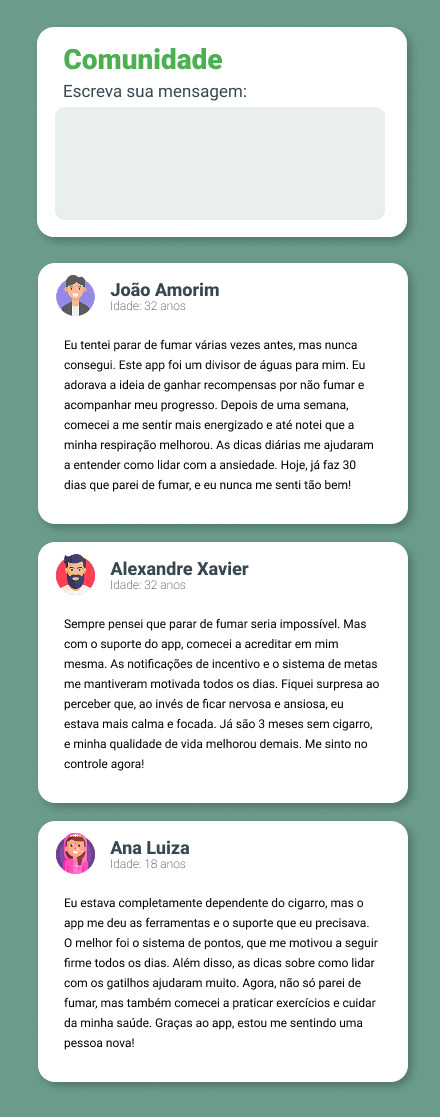 Comunidade
Escreva sua mensagem:
João Amorim
Idade: 32 anos
Eu tentei parar de fumar várias vezes antes, mas nunca
consegui. Este app foi um divisor de águas para mim. Eu
adorava a ideia de ganhar recompensas por não fumar e
acompanhar meu progresso. Depois de uma semana,
comecei a me sentir mais energizado e até notei que a
minha respiração melhorou. As dicas diárias me ajudaram
a entender como lidar com a ansiedade. Hoje, já faz 30
dias que parei de fumar, e eu nunca me senti tão bem!
Alexandre Xavier
Idade: 32 anos
Sempre pensei que parar de fumar seria impossível. Mas
com o suporte do app, comecei a acreditar em mim
mesma. As notificações de incentivo e o sistema de metas
me mantiveram motivada todos os dias. Fiquei surpresa ao
perceber que, ao invés de ficar nervosa e ansiosa, eu
estava mais calma e focada. Já são 3 meses sem cigarro,
e minha qualidade de vida melhorou demais. Me sinto no
controle agora!
Ana Luiza
Idade: 18 anos
Eu estava completamente dependente do cigarro, mas o
app me deu as ferramentas e o suporte que eu precisava.
O melhor foi o sistema de pontos, que me motivou a seguir
firme todos os dias. Além disso, as dicas sobre como lidar
com os gatilhos ajudaram muito. Agora, não só parei de
fumar, mas também comecei a praticar exercícios e cuidar
da minha saúde. Graças ao app, estou me sentindo uma
pessoa nova!